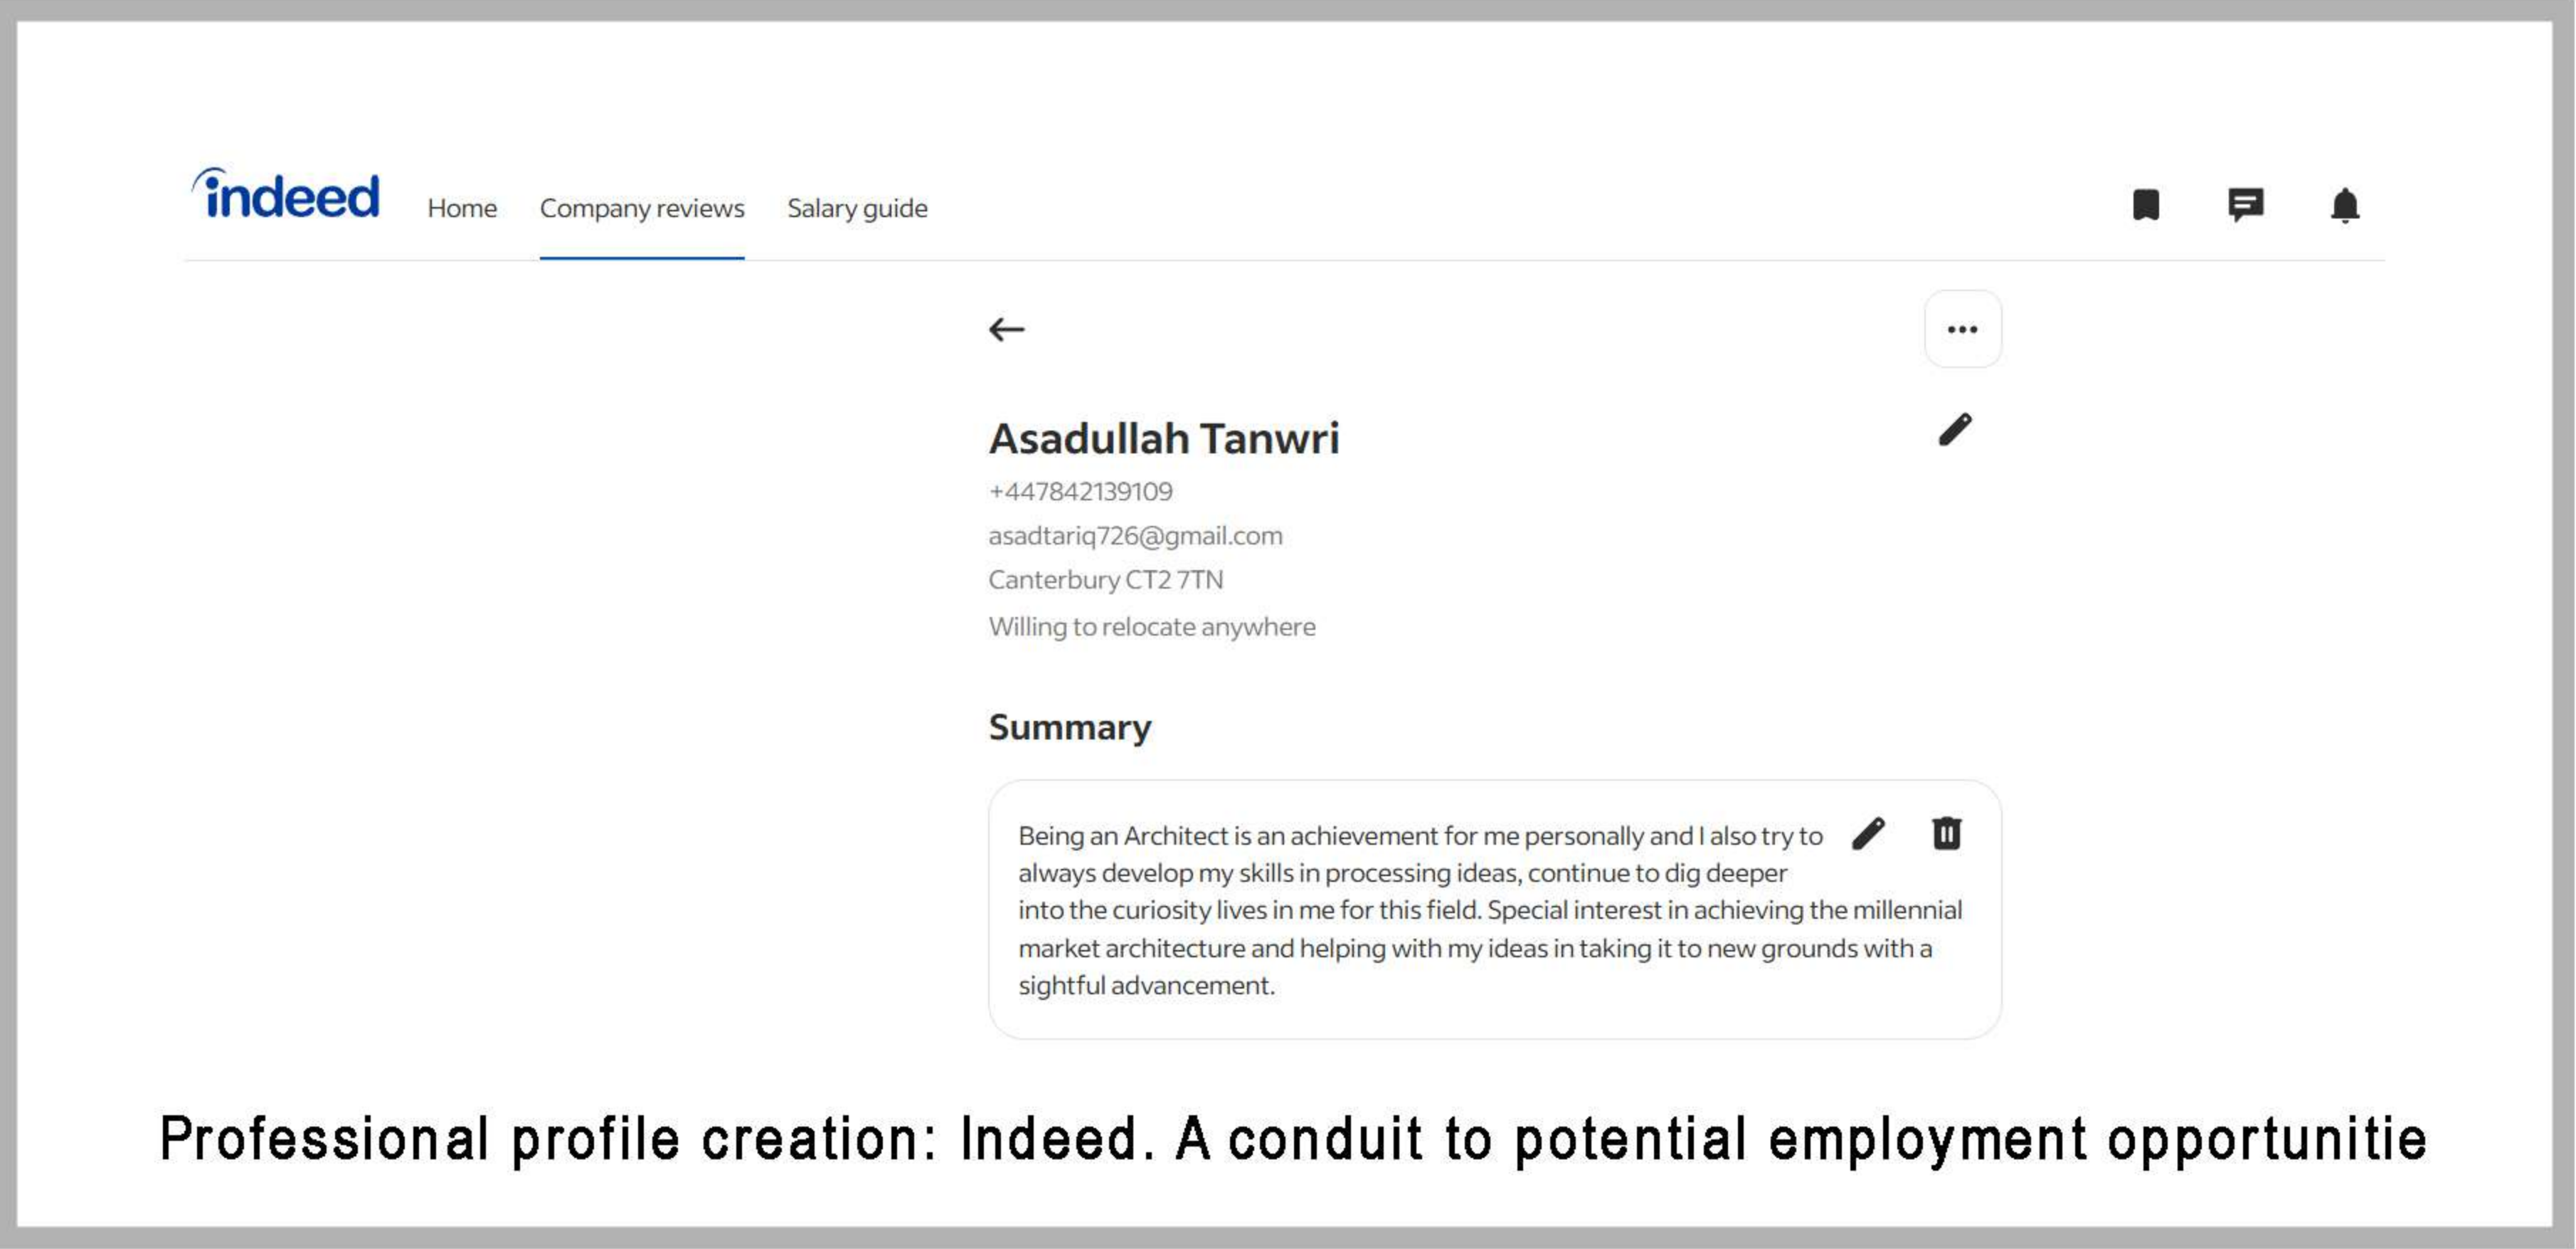 indeed Home Company reviews Salary guide
Asadullah Tanwri
+447842139109
asadtariq726@gmail.com
Canterbury CT2 7TN
Willing to relocate anywhere
Summary
Being an Architect is an achievement for me personally and I also try to
always develop my skills in processing ideas, continue to dig deeper
into the curiosity lives in me for this field. Special interest in achieving the millennial
market architecture and helping with my ideas in taking it to new grounds with a
sightful advancement.
Professional profile creation: Indeed. A conduit to potential employment opportunitie